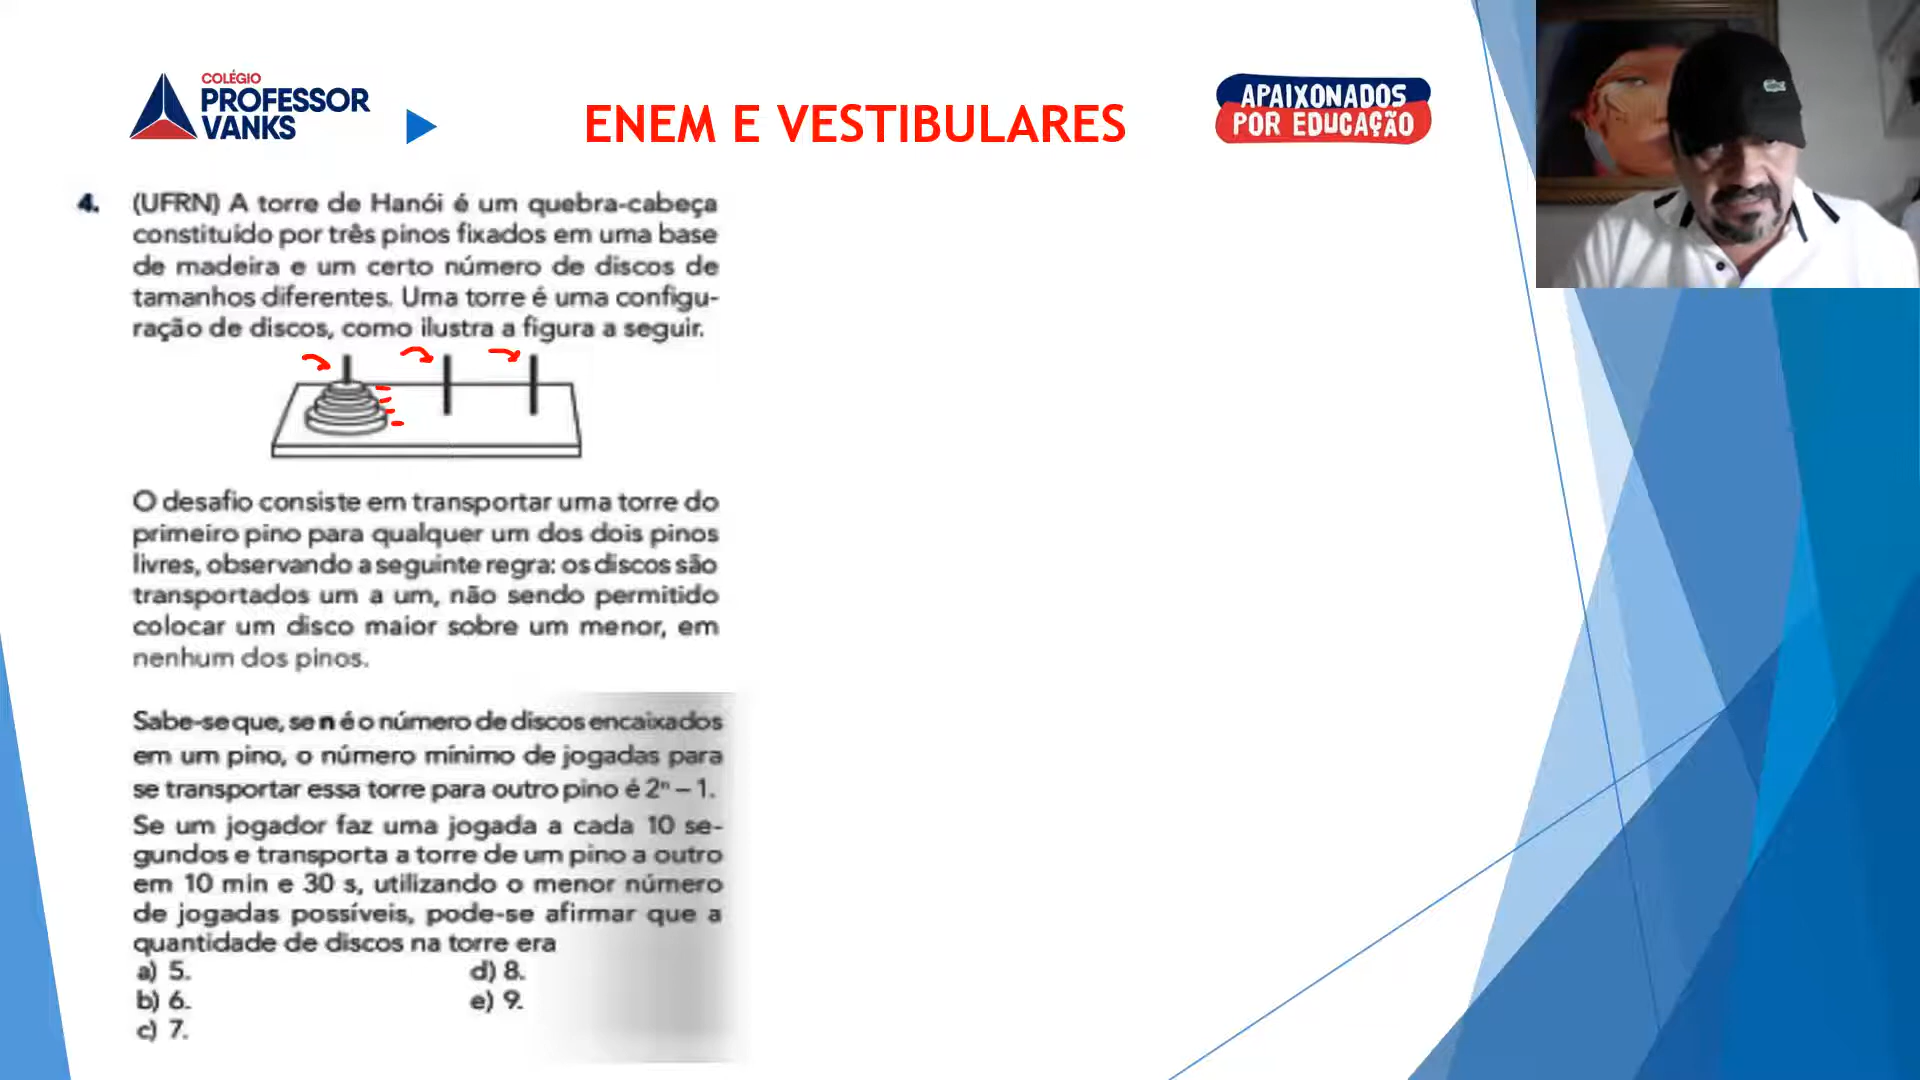 COLÉGIO
PROFESSOR
VANKS
ENEM E VESTIBULARES
APAIXONADOS
POR EDUCAÇÃO
4. (UFRN) A torre de Hanói é um quebra-cabeça
constituído por três pinos fixados em uma base
de madeira e um certo número de discos de
tamanhos diferentes. Uma torre é uma configu-
ração de discos, como ilustra a figura a seguir.
O desafio consiste em transportar uma torre do
primeiro pino para qualquer um dos dois pinos
livres, observando a seguinte regra: os discos são
transportados um a um, não sendo permitido
colocar um disco maior sobre um menor, em
nenhum dos pinos.
Sabe-se que, se n é o número de discos encaixados
em um pino, o número mínimo de jogadas para
se transportar essa torre para outro pino é 2ⁿ – 1.
Se um jogador faz uma jogada a cada 10 se-
gundos e transporta a torre de um pino a outro
em 10 min e 30 s, utilizando o menor número
de jogadas possíveis, pode-se afirmar que a
quantidade de discos na torre era
a) 5.
b) 6.
c) 7.
d) 8.
e) 9.